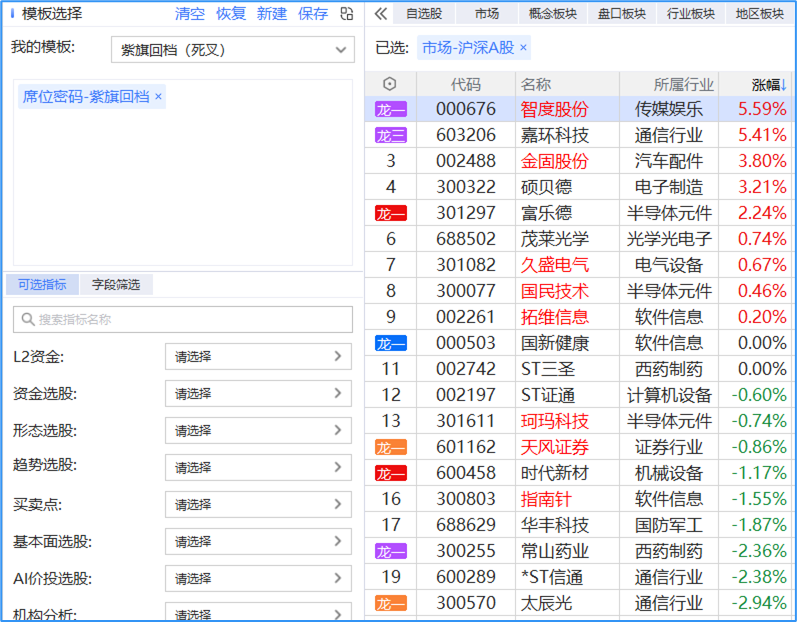 模板选择 清空 恢复 新建 保存
我的模板: 紫旗回档（死叉）
席位密码-紫旗回档 ×
可选指标 字段筛选
搜索指标名称
L2资金: 请选择
资金选股: 请选择
形态选股: 请选择
趋势选股: 请选择
买卖点: 请选择
基本面选股: 请选择
AI价投选股: 请选择
机构分析: 请选择
自选股 市场 概念板块 盘口板块 行业板块 地区板块
已选: 市场-沪深A股 ×
代码 名称 所属行业 涨幅↓
龙一 000676 智度股份 传媒娱乐 5.59%
龙三 603206 嘉环科技 通信行业 5.41%
3 002488 金固股份 汽车配件 3.80%
4 300322 硕贝德 电子制造 3.21%
龙一 301297 富乐德 半导体元件 2.24%
6 688502 茂莱光学 光学光电子 0.74%
7 301082 久盛电气 电气设备 0.67%
8 300077 国民技术 半导体元件 0.46%
9 002261 拓维信息 软件信息 0.20%
龙一 000503 国新健康 软件信息 0.00%
11 002742 ST三圣 西药制药 0.00%
12 002197 ST证通 计算机设备 -0.60%
13 301611 珂玛科技 半导体元件 -0.74%
龙一 601162 天风证券 证券行业 -0.86%
龙一 600458 时代新材 机械设备 -1.17%
16 300803 指南针 软件信息 -1.55%
17 688629 华丰科技 国防军工 -1.87%
龙一 300255 常山药业 西药制药 -2.36%
19 600289 *ST信通 通信行业 -2.38%
龙一 300570 太辰光 通信行业 -2.94%